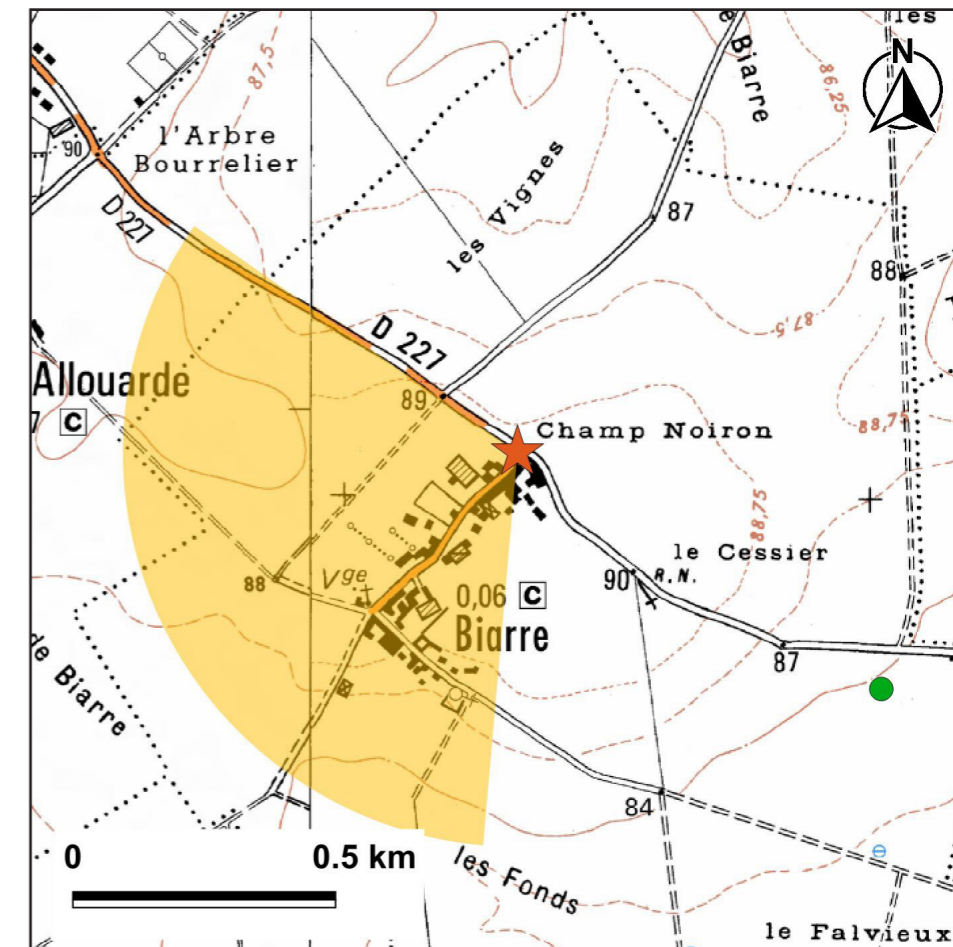 les
N
e Biarre
86,25
87,5
l'Arbre
Bourrelier
90
D 227
les Vignes
87
88
87,5
D 227
Allouarde
7 C
89
Champ Noiron
88,75
88,75
le Cessier
90
R.N.
88
Vge
0,06 C
Biarre
87
de Biarre
84
0
0.5 km
les Fonds
le Falvieux